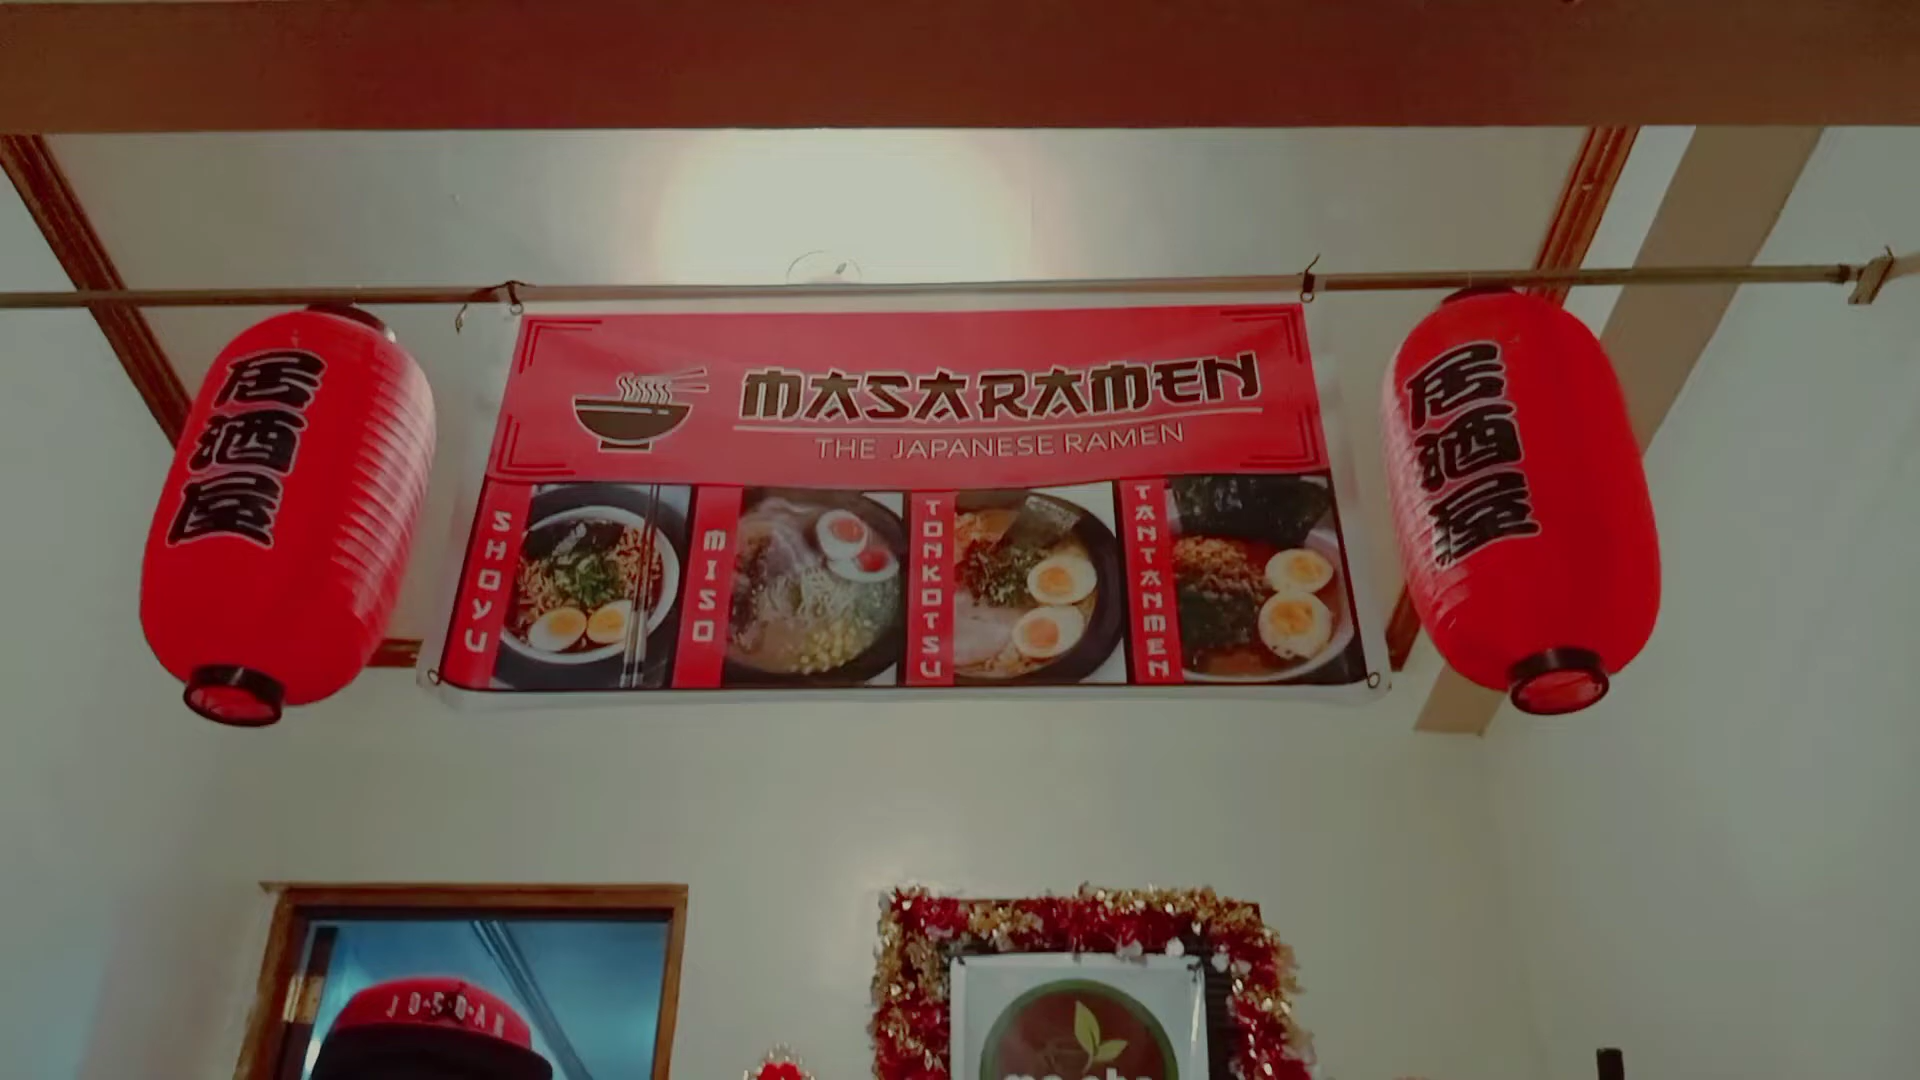 居酒屋
MASARAMEN
THE JAPANESE RAMEN
SHOYU
MISO
TONKOTSU
TANTANMEN
居酒屋
JORDAN